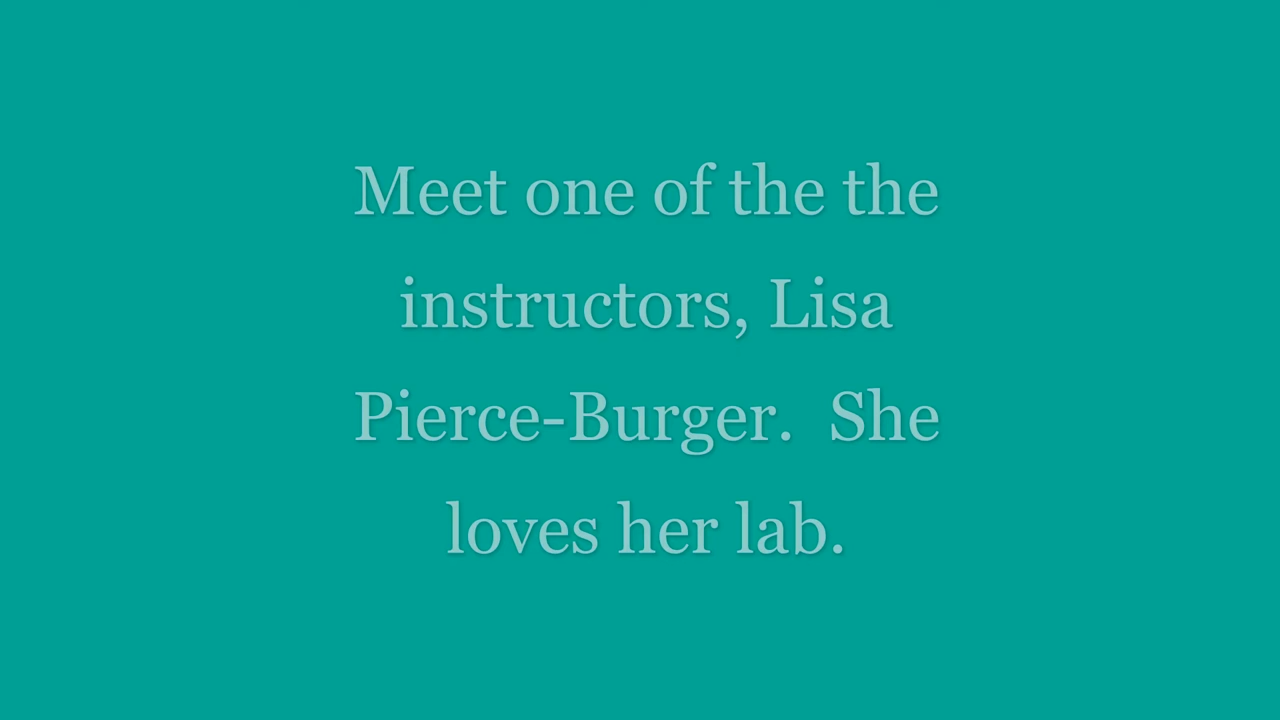 Meet one of the the
instructors, Lisa
Pierce-Burger.  She
loves her lab.